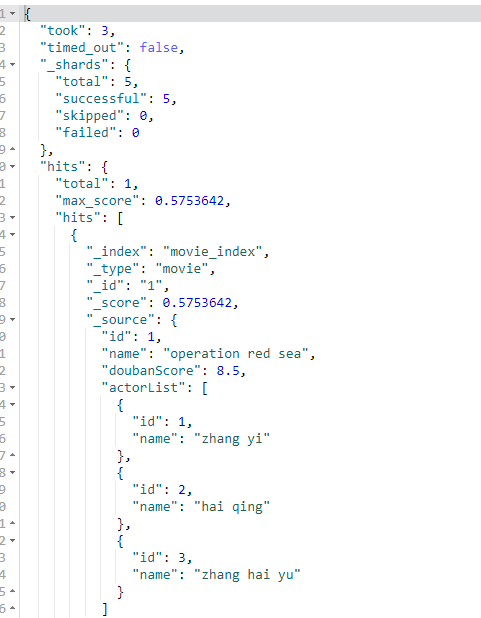 1 {
2 "took": 3,
3 "timed_out": false,
4 "_shards": {
5 "total": 5,
6 "successful": 5,
7 "skipped": 0,
8 "failed": 0
9 },
0 "hits": {
1 "total": 1,
2 "max_score": 0.5753642,
3 "hits": [
4 {
5 "_index": "movie_index",
6 "_type": "movie",
7 "_id": "1",
8 "_score": 0.5753642,
9 "_source": {
0 "id": 1,
1 "name": "operation red sea",
2 "doubanScore": 8.5,
3 "actorList": [
4 {
5 "id": 1,
6 "name": "zhang yi"
7 },
8 {
9 "id": 2,
0 "name": "hai qing"
1 },
2 {
3 "id": 3,
4 "name": "zhang hai yu"
5 }
6 ]